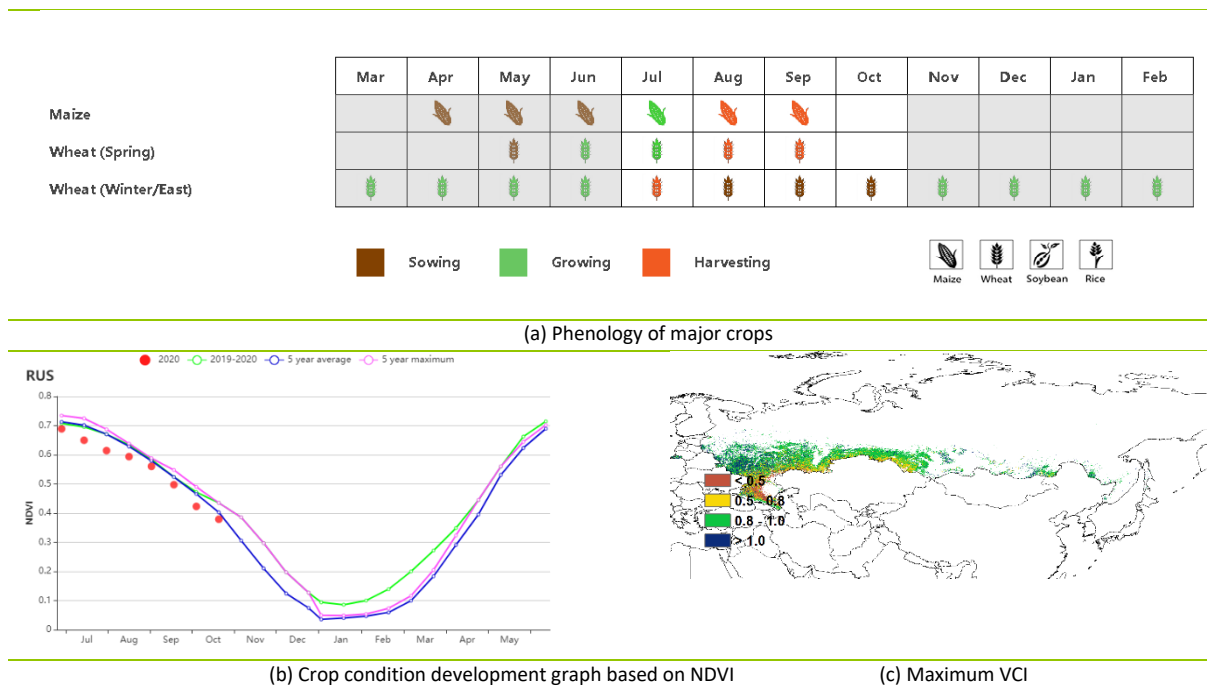 Mar Apr May Jun Jul Aug Sep Oct Nov Dec Jan Feb
Maize
Wheat (Spring)
Wheat (Winter/East)
Sowing Growing Harvesting
Maize Wheat Soybean Rice
(a) Phenology of major crops
2020 2019-2020 5 year average 5 year maximum
RUS
0.8
0.7
0.6
0.5
0.4
0.3
0.2
0.1
0
NDVI
Jul Aug Sep Oct Nov Dec Jan Feb Mar Apr May
< 0.5
0.5 - 0.8
0.8 - 1.0
> 1.0
(b) Crop condition development graph based on NDVI (c) Maximum VCI